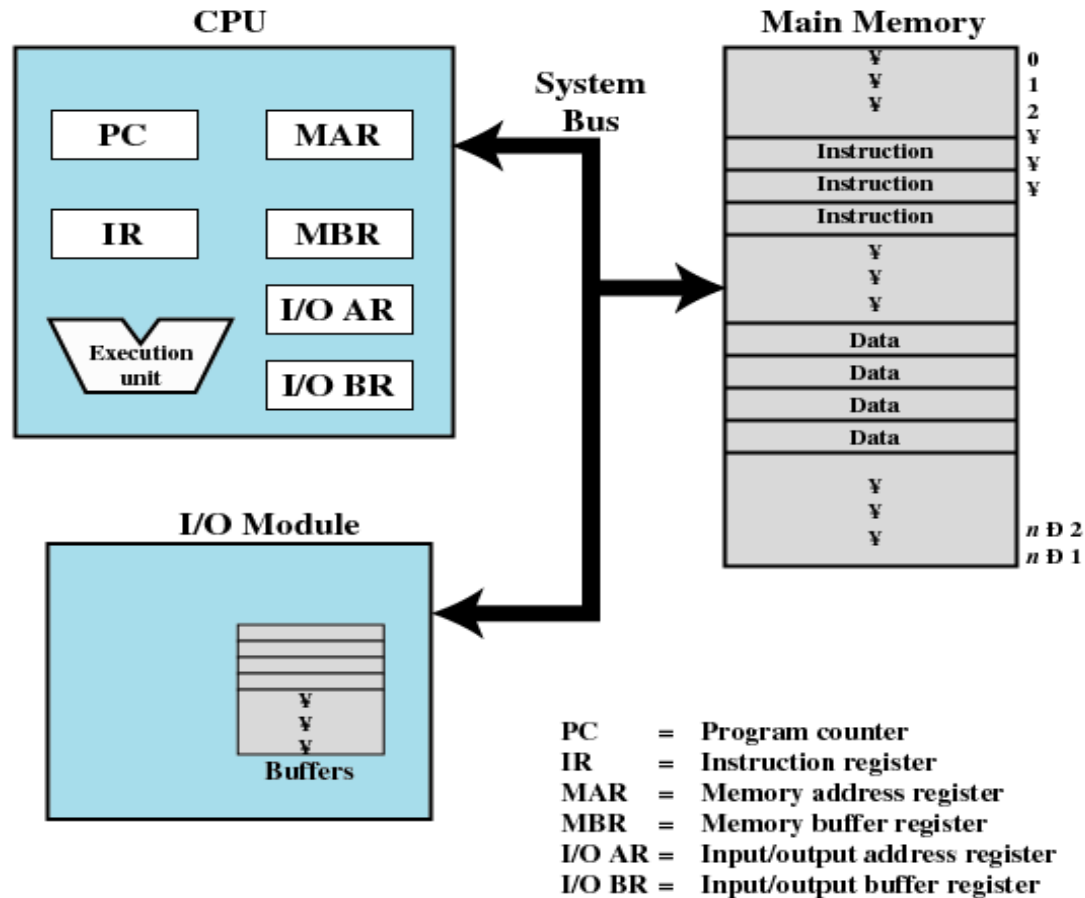 CPU
PC
MAR
IR
MBR
I/O AR
Execution
unit
I/O BR
System
Bus
Main Memory
¥
¥
¥
Instruction
Instruction
Instruction
¥
¥
¥
Data
Data
Data
Data
¥
¥
¥
0
1
2
¥
¥
¥
n Ð 2
n Ð 1
I/O Module
¥
¥
¥
Buffers
PC = Program counter
IR = Instruction register
MAR = Memory address register
MBR = Memory buffer register
I/O AR = Input/output address register
I/O BR = Input/output buffer register